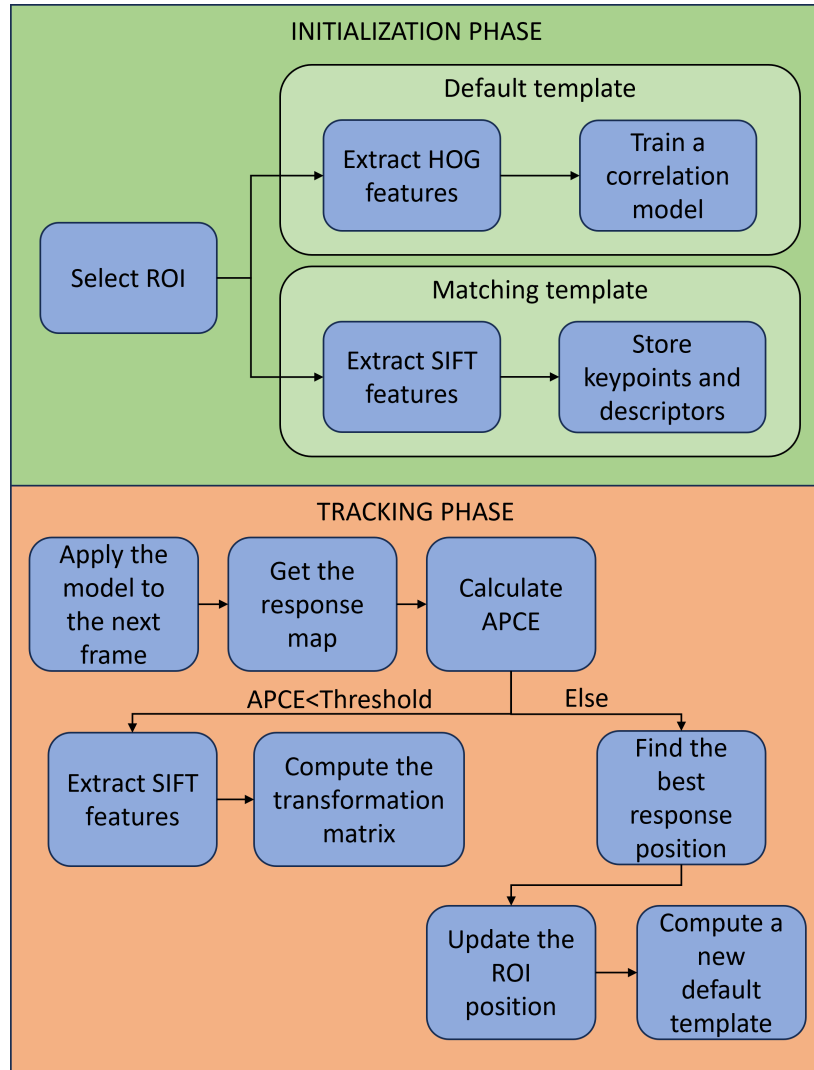 INITIALIZATION PHASE
Default template
Extract HOG
features
Train a
correlation
model
Select ROI
Matching template
Extract SIFT
features
Store
keypoints and
descriptors
TRACKING PHASE
Apply the
model to
the next
frame
Get the
response
map
Calculate
APCE
APCE<Threshold
Else
Extract SIFT
features
Compute the
transformation
matrix
Find the
best
response
position
Update the
ROI
position
Compute a
new
default
template